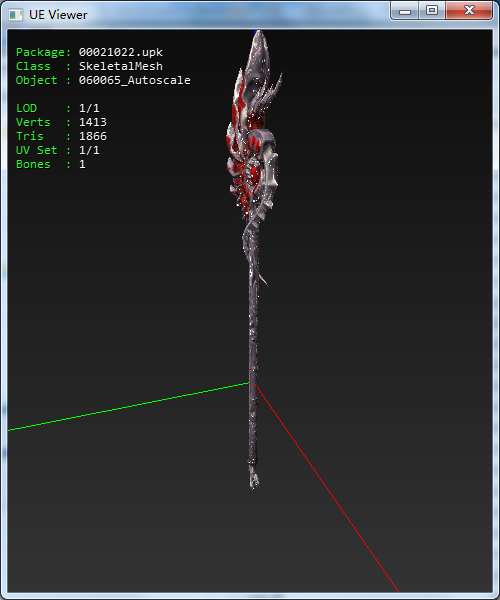 UE Viewer
Package: 00021022.upk
Class  : SkeletalMesh
Object : 060065_Autoscale
LOD    : 1/1
Verts  : 1413
Tris   : 1866
UV Set : 1/1
Bones  : 1